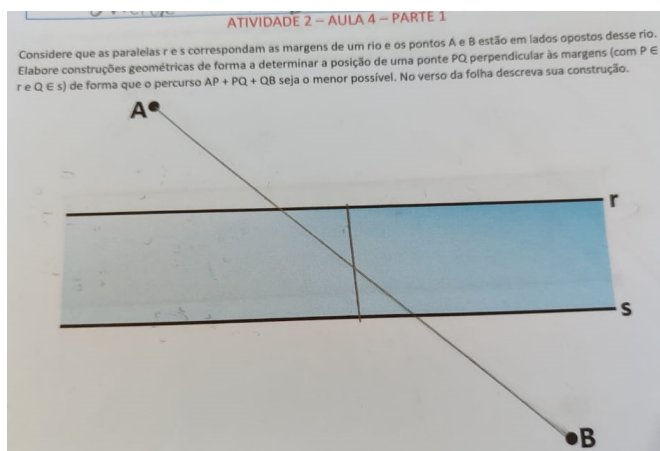 ATIVIDADE 2 – AULA 4 – PARTE 1
Considere que as paralelas r e s correspondam as margens de um rio e os pontos A e B estão em lados opostos desse rio.
Elabore construções geométricas de forma a determinar a posição de uma ponte PQ perpendicular às margens (com P ∈
r e Q ∈ s) de forma que o percurso AP + PQ + QB seja o menor possível. No verso da folha descreva sua construção.
A
r
s
B